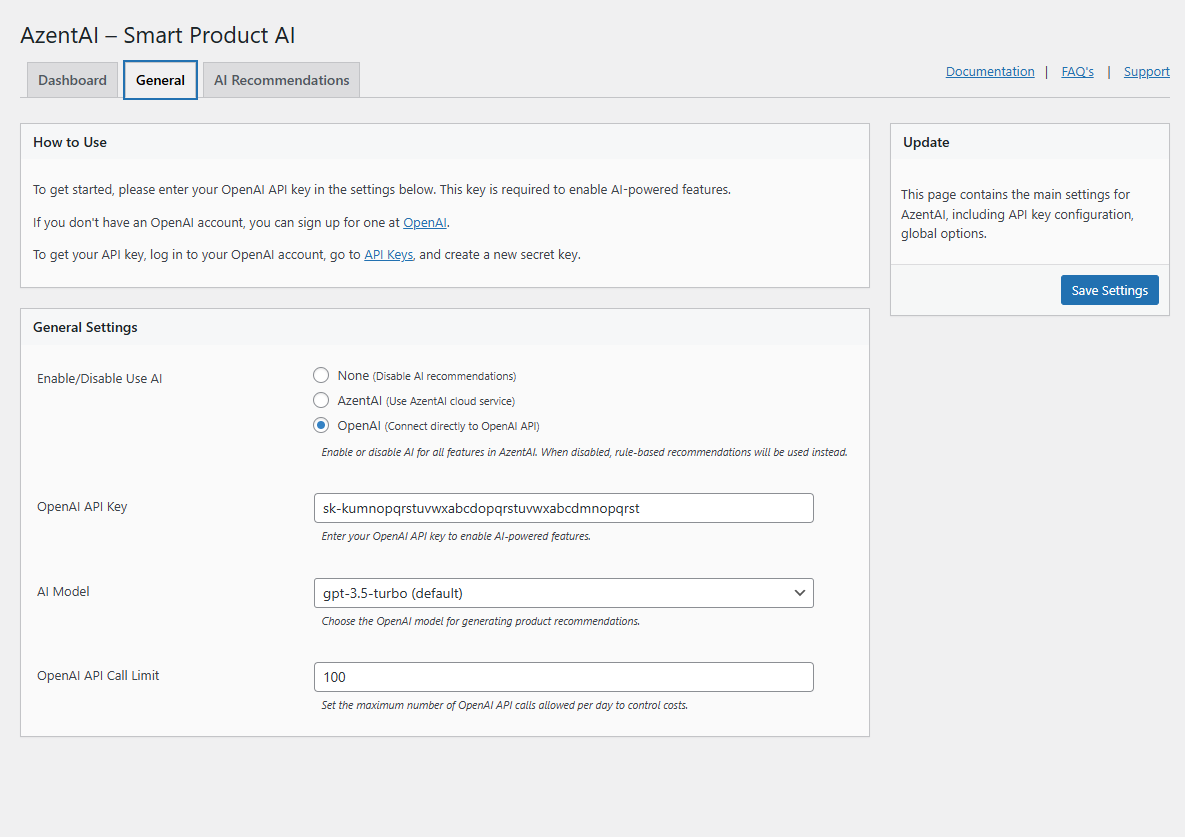 AzentAI – Smart Product AI
Dashboard
General
AI Recommendations
Documentation | FAQ's | Support
How to Use
To get started, please enter your OpenAI API key in the settings below. This key is required to enable AI-powered features.
If you don't have an OpenAI account, you can sign up for one at OpenAI.
To get your API key, log in to your OpenAI account, go to API Keys, and create a new secret key.
Update
This page contains the main settings for
AzentAI, including API key configuration,
global options.
Save Settings
General Settings
Enable/Disable Use AI
None (Disable AI recommendations)
AzentAI (Use AzentAI cloud service)
OpenAI (Connect directly to OpenAI API)
Enable or disable AI for all features in AzentAI. When disabled, rule-based recommendations will be used instead.
OpenAI API Key
sk-kumnopqrstuvwxabcdopqrstuvwxabcdmnopqrst
Enter your OpenAI API key to enable AI-powered features.
AI Model
gpt-3.5-turbo (default)
Choose the OpenAI model for generating product recommendations.
OpenAI API Call Limit
100
Set the maximum number of OpenAI API calls allowed per day to control costs.